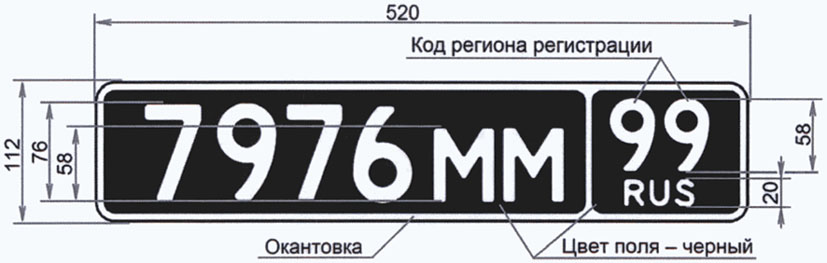 520
Код региона регистрации
112
76
58
7976 ММ
99
RUS
58
20
Окантовка
Цвет поля – черный